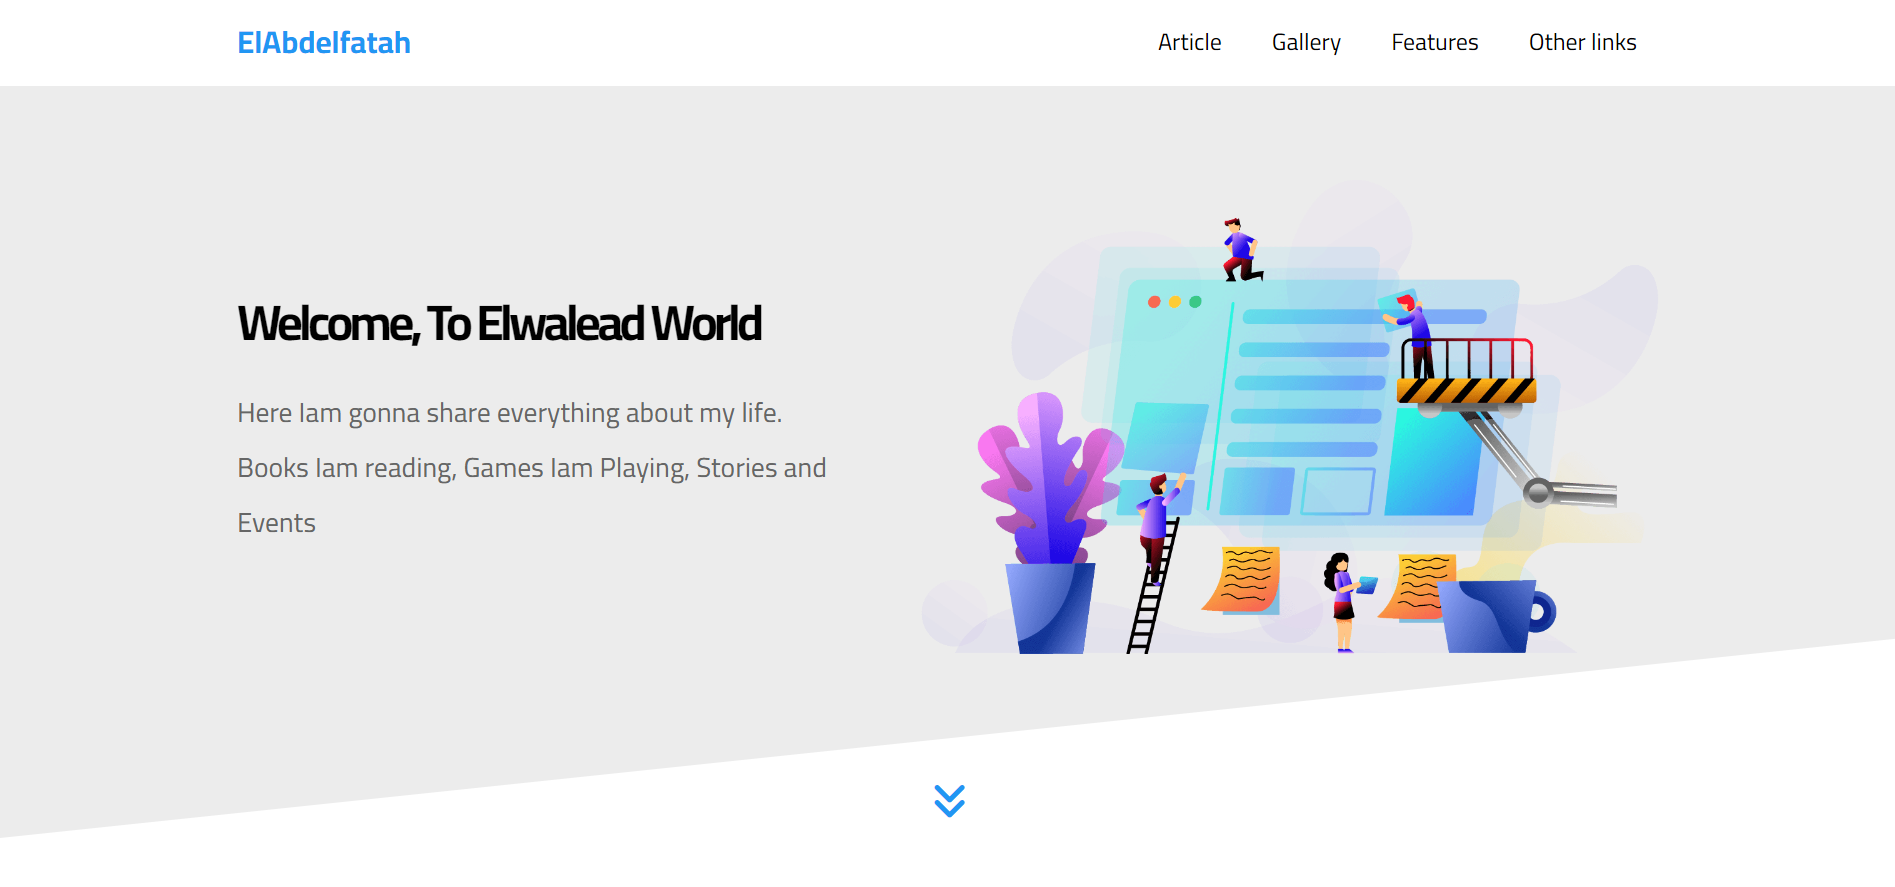 ElAbdelfatah
Article Gallery Features Other links
Welcome, To Elwalead World
Here Iam gonna share everything about my life.
Books Iam reading, Games Iam Playing, Stories and
Events